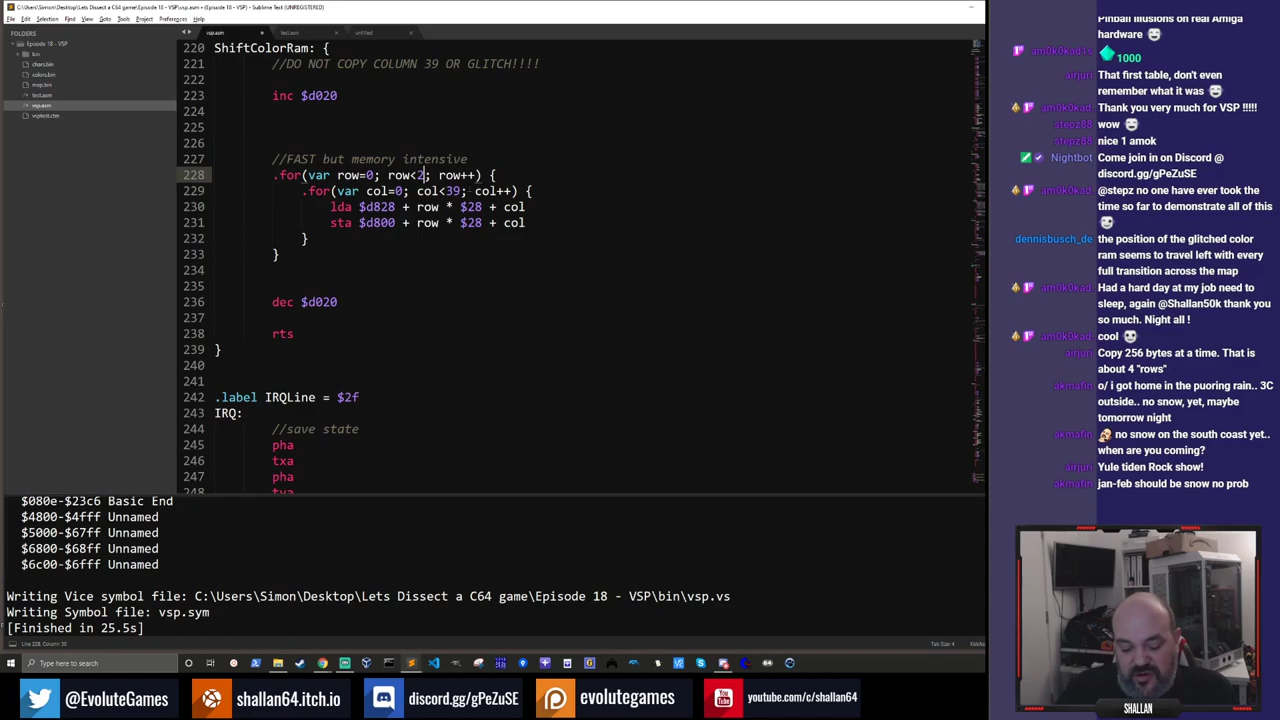 C:\Users\Simon\Desktop\Lets Dissect a C64 game\Episode 18 - VSP\vsp.asm • (Episode 18 - VSP) - Sublime Text (UNREGISTERED)
File Edit Selection Find View Goto Tools Project Preferences Help
FOLDERS
Episode 18 - VSP
bin
chars.bin
colors.bin
map.bin
test.asm
vsp.asm
vsptest.ctm
vsp.asm
test.asm
untitled
220 ShiftColorRam: {
221 //DO NOT COPY COLUMN 39 OR GLITCH!!!!
222
223 inc $d020
224
225
226
227 //FAST but memory intensive
228 .for(var row=0; row<2; row++) {
229 .for(var col=0; col<39; col++) {
230 lda $d828 + row * $28 + col
231 sta $d800 + row * $28 + col
232 }
233 }
234
235
236 dec $d020
237
238 rts
239 }
240
241
242 .label IRQLine = $2f
243 IRQ:
244 //save state
245 pha
246 txa
247 pha
248 tya
$080e-$23c6 Basic End
$4800-$4fff Unnamed
$5000-$67ff Unnamed
$6800-$68ff Unnamed
$6c00-$6fff Unnamed
Writing Vice symbol file: C:\Users\Simon\Desktop\Lets Dissect a C64 game\Episode 18 - VSP\bin\vsp.vs
Writing Symbol file: vsp.sym
[Finished in 25.5s]
Line 228, Column 30
Tab Size: 4
Type here to search
@EvoluteGames
shallan64.itch.io
discord.gg/gPeZuSE
evolutegames
youtube.com/c/shallan64
Pinball Illusions on real Amiga
hardware
am0k0kad1s
1000
airjuri
That first table, don't even
remember what it was
am0k0kad
Thank you very much for VSP !!!!!
stepz88
wow
stepz88
nice 1 amok
Nightbot
Come join in on Discord @
discord.gg/gPeZuSE
am0k0kad
@stepz no one have ever took the
time so far to demonstrate all of this
dennisbusch_de
the position of the glitched color
ram seems to travel left with every
full transition across the map
am0k0kad
Had a hard day at my job need to
sleep, again @Shallan50k thank you
so much. Night all !
am0k0kad
cool
airjuri
Copy 256 bytes at a time. That is
about 4 "rows"
akmafin
o/ i got home in the puoring rain.. 3C
outside.. no snow, yet, maybe
tomorrow night
akmafin
no snow on the south coast yet..
when are you coming?
airjuri
Yule tiden Rock show!
akmafin
jan-feb should be snow no prob
SHALLAN